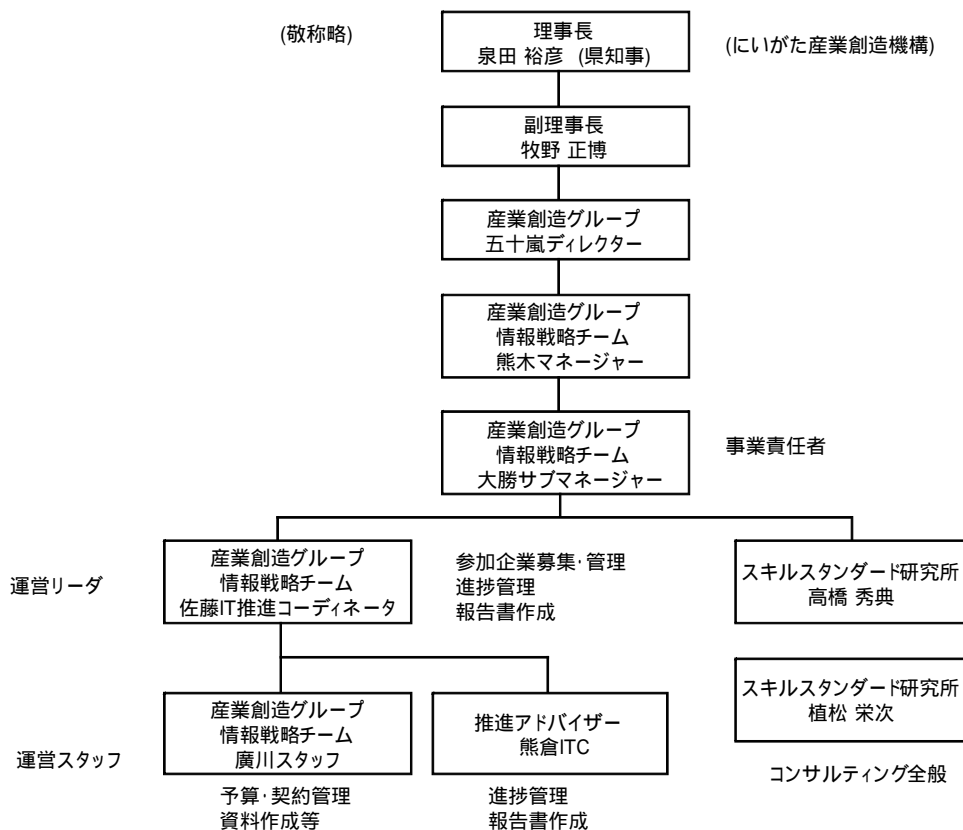 (敬称略)
理事長
泉田 裕彦 (県知事)
(にいがた産業創造機構)
副理事長
牧野 正博
産業創造グループ
五十嵐ディレクター
産業創造グループ
情報戦略チーム
熊木マネージャー
産業創造グループ
情報戦略チーム
大勝サブマネージャー
事業責任者
運営リーダ
産業創造グループ
情報戦略チーム
佐藤IT推進コーディネータ
参加企業募集・管理
進捗管理
報告書作成
スキルスタンダード研究所
高橋 秀典
運営スタッフ
産業創造グループ
情報戦略チーム
廣川スタッフ
予算・契約管理
資料作成等
推進アドバイザー
熊倉ITC
進捗管理
報告書作成
スキルスタンダード研究所
植松 栄次
コンサルティング全般